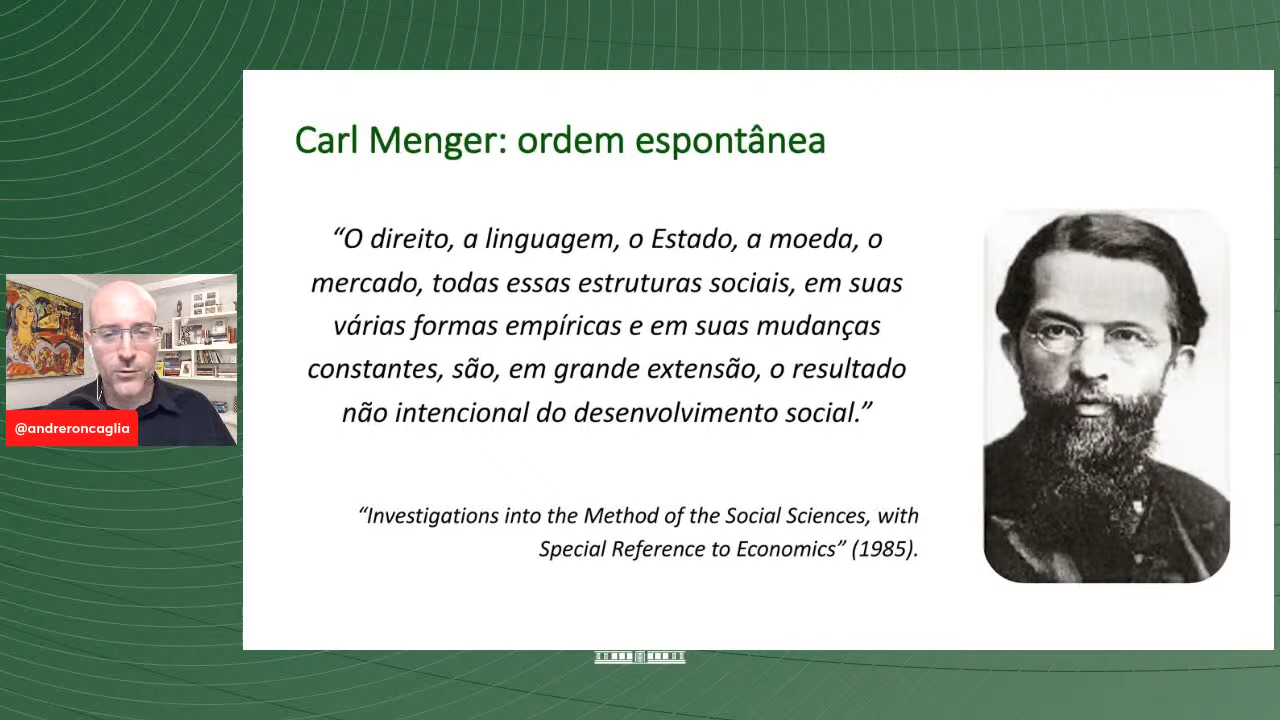 Carl Menger: ordem espontânea
“O direito, a linguagem, o Estado, a moeda, o
mercado, todas essas estruturas sociais, em suas
várias formas empíricas e em suas mudanças
constantes, são, em grande extensão, o resultado
não intencional do desenvolvimento social.”
“Investigations into the Method of the Social Sciences, with
Special Reference to Economics” (1985).
@andreroncaglia